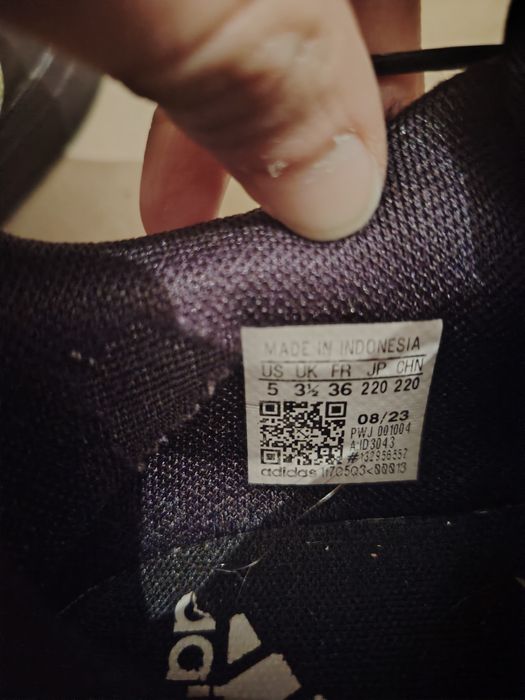 MADE IN INDONESIA
US UK FR JP CHN
5 3½ 36 220 220
08/23
PWJ 001004
A:ID3043
#132956557
adidas